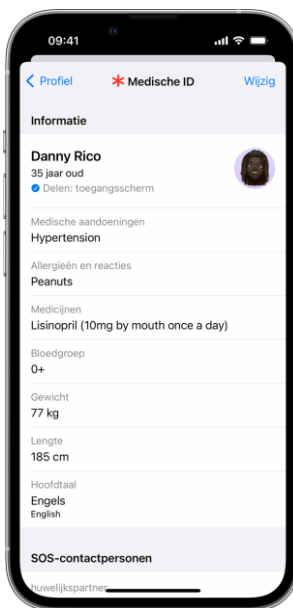 09:41
Profiel
Medische ID
Wijzig
Informatie
Danny Rico
35 jaar oud
Delen: toegangsscherm
Medische aandoeningen
Hypertension
Allergieën en reacties
Peanuts
Medicijnen
Lisinopril (10mg by mouth once a day)
Bloedgroep
0+
Gewicht
77 kg
Lengte
185 cm
Hoofdtaal
Engels
English
SOS-contactpersonen
huwelijkspartner